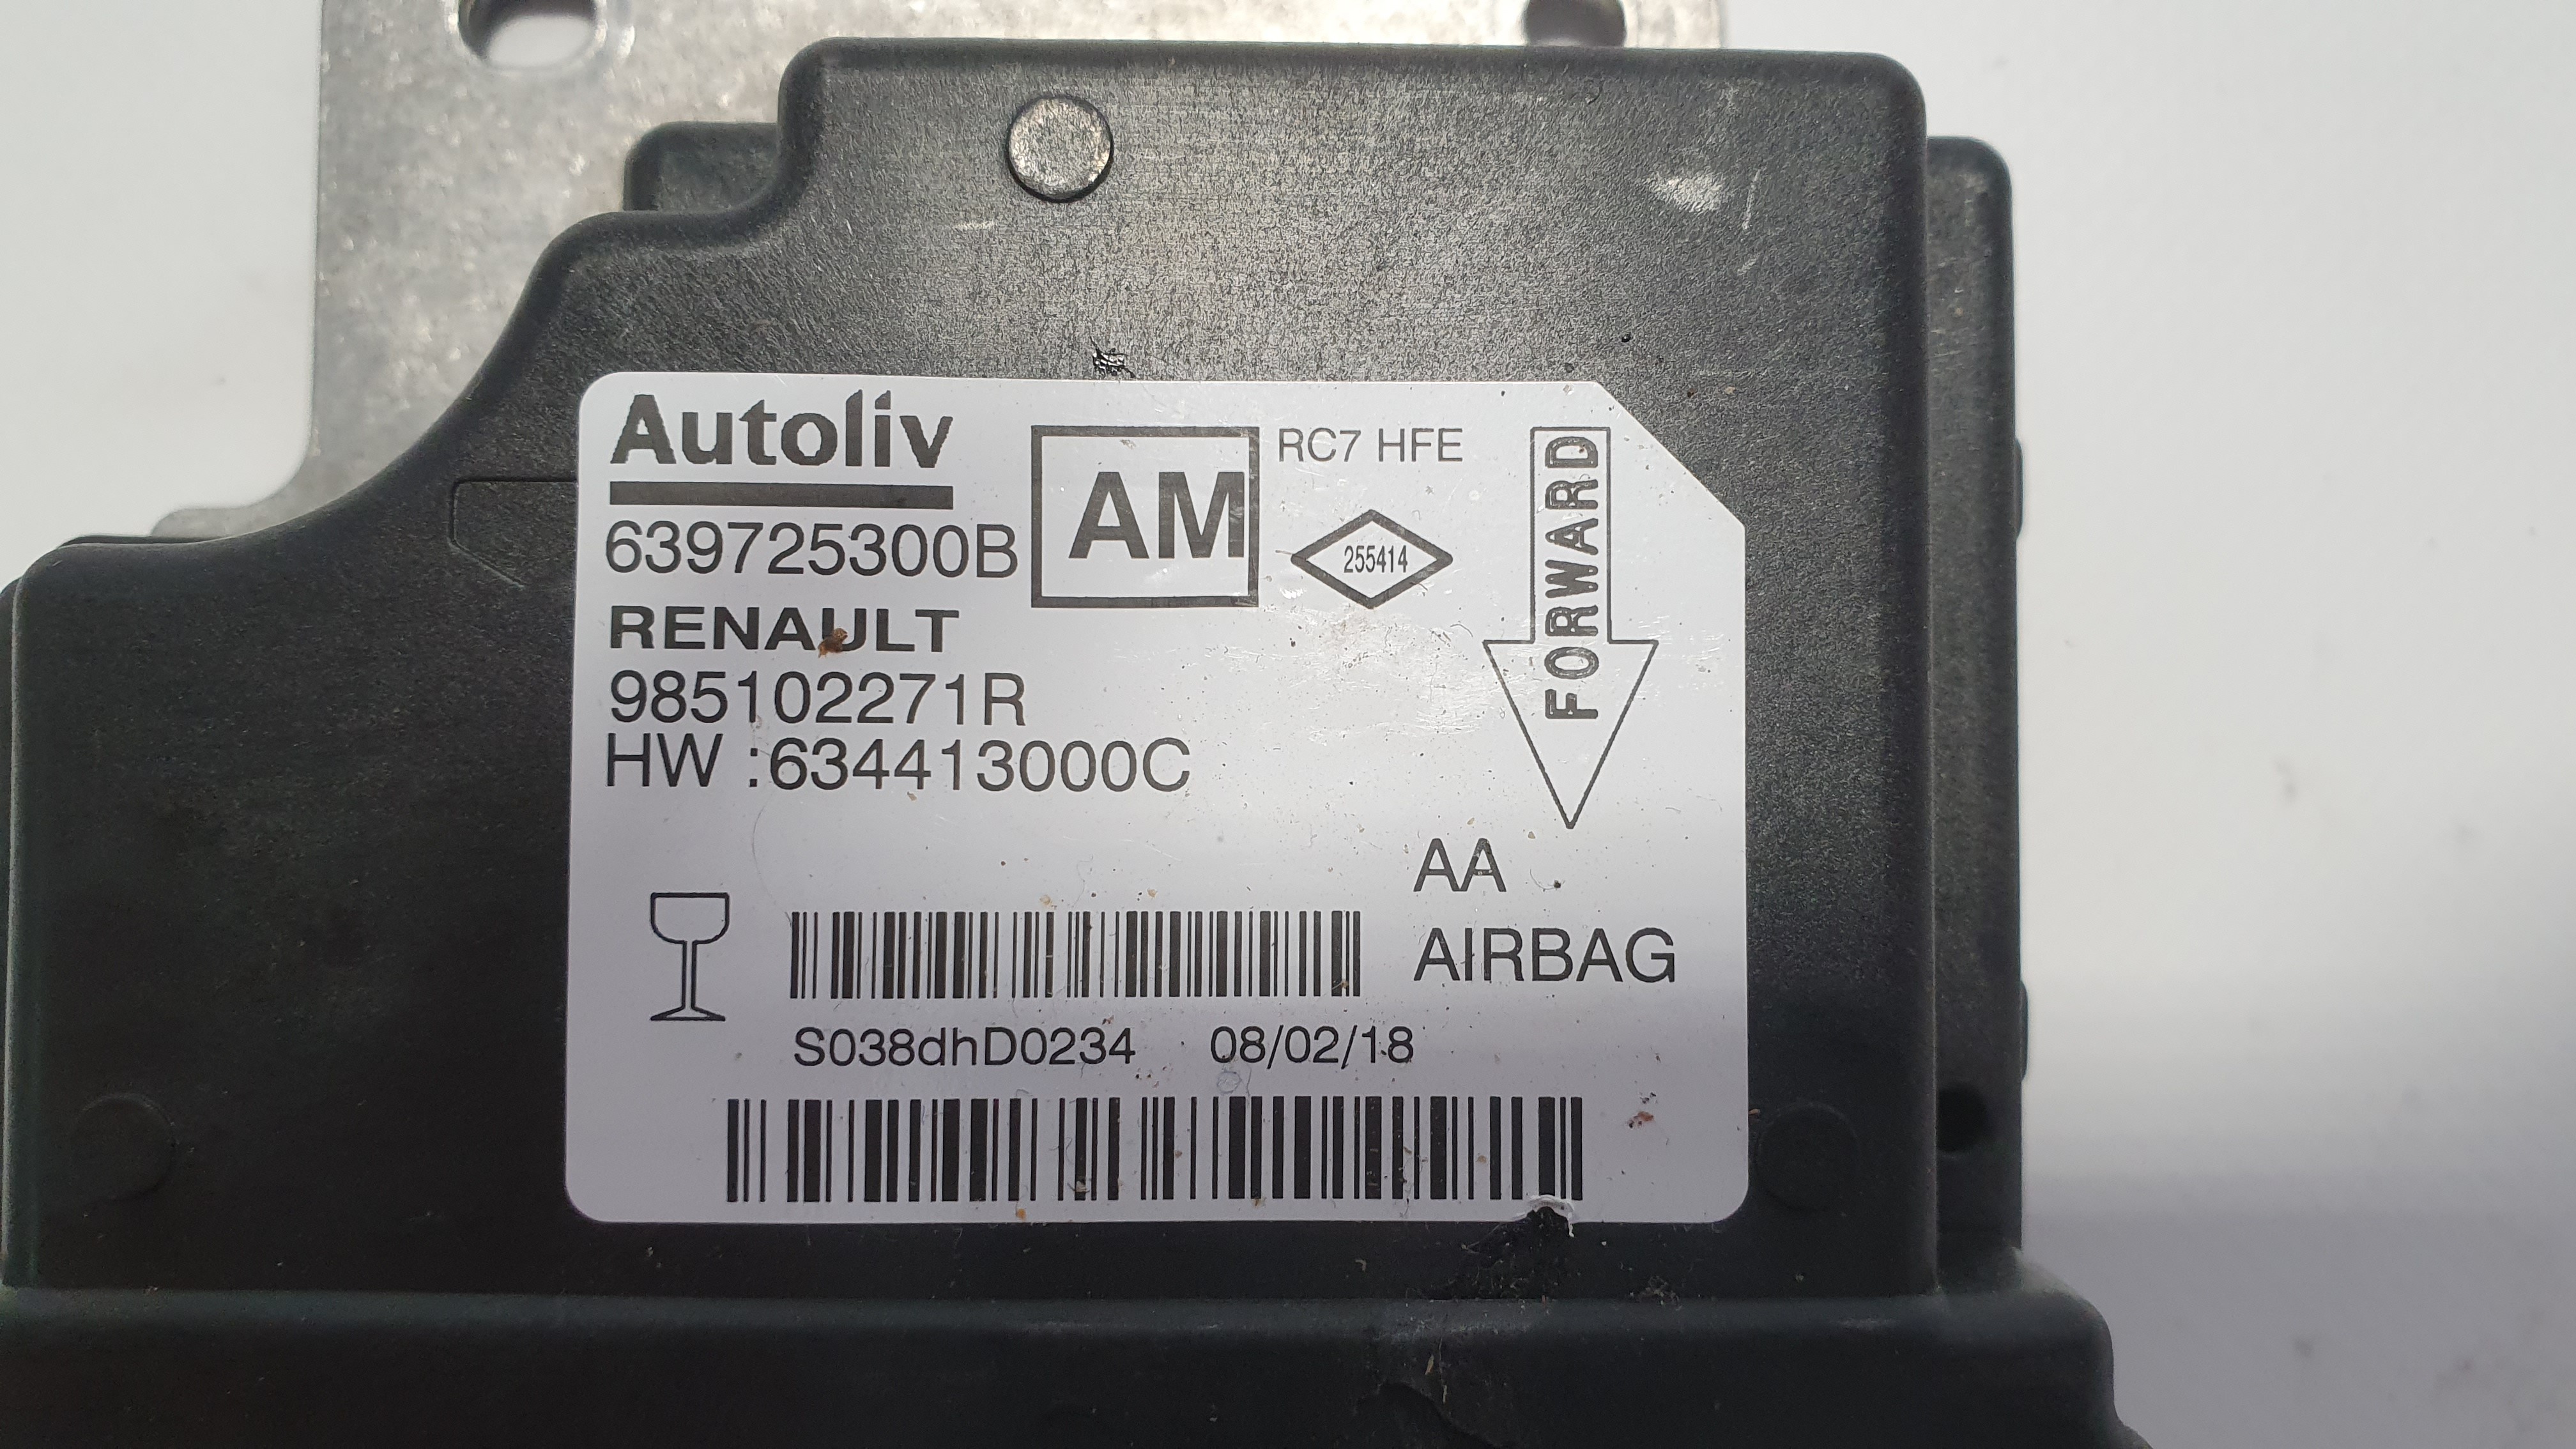 Autoliv
639725300B
AM
RC7 HFE
255414
FORWARD
RENAULT
985102271R
HW :634413000C
AA
AIRBAG
S038dhD0234 08/02/18